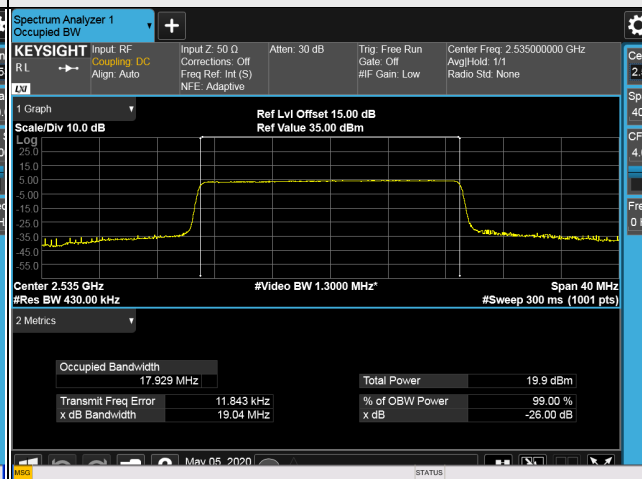 Spectrum Analyzer 1
Occupied BW
KEYSIGHT Input: RF Input Z: 50 Ω Atten: 30 dB Trig: Free Run Center Freq: 2.535000000 GHz
RL Coupling: DC Corrections: Off Gate: Off Avg|Hold: 1/1
Align: Auto Freq Ref: Int (S) #IF Gain: Low Radio Std: None
LXI NFE: Adaptive
1 Graph
Ref Lvl Offset 15.00 dB
Scale/Div 10.0 dB Ref Value 35.00 dBm
Log
25.0
15.0
5.00
-5.00
-15.0
-25.0
-35.0
-45.0
-55.0
Center 2.535 GHz #Video BW 1.3000 MHz* Span 40 MHz
#Res BW 430.00 kHz #Sweep 300 ms (1001 pts)
2 Metrics
Occupied Bandwidth
17.929 MHz Total Power 19.9 dBm
Transmit Freq Error 11.843 kHz % of OBW Power 99.00 %
x dB Bandwidth 19.04 MHz x dB -26.00 dB
May 05, 2020
MSG STATUS